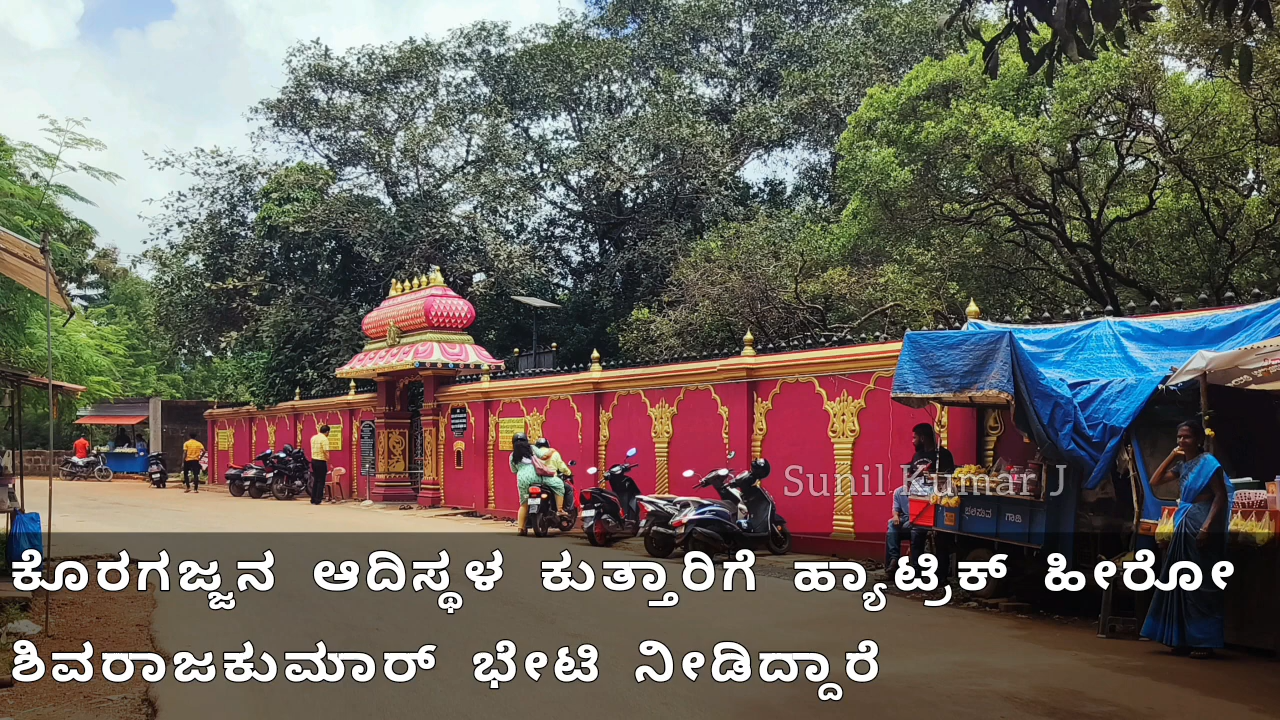 Sunil Kumar J
ಕೊರಗಜ್ಜನ ಆದಿಸ್ಥಳ ಕುತ್ತಾರಿಗೆ ಹ್ಯಾಟ್ರಿಕ್ ಹೀರೋ
ಶಿವರಾಜಕುಮಾರ್ ಭೇಟಿ ನೀಡಿದ್ದಾರೆ